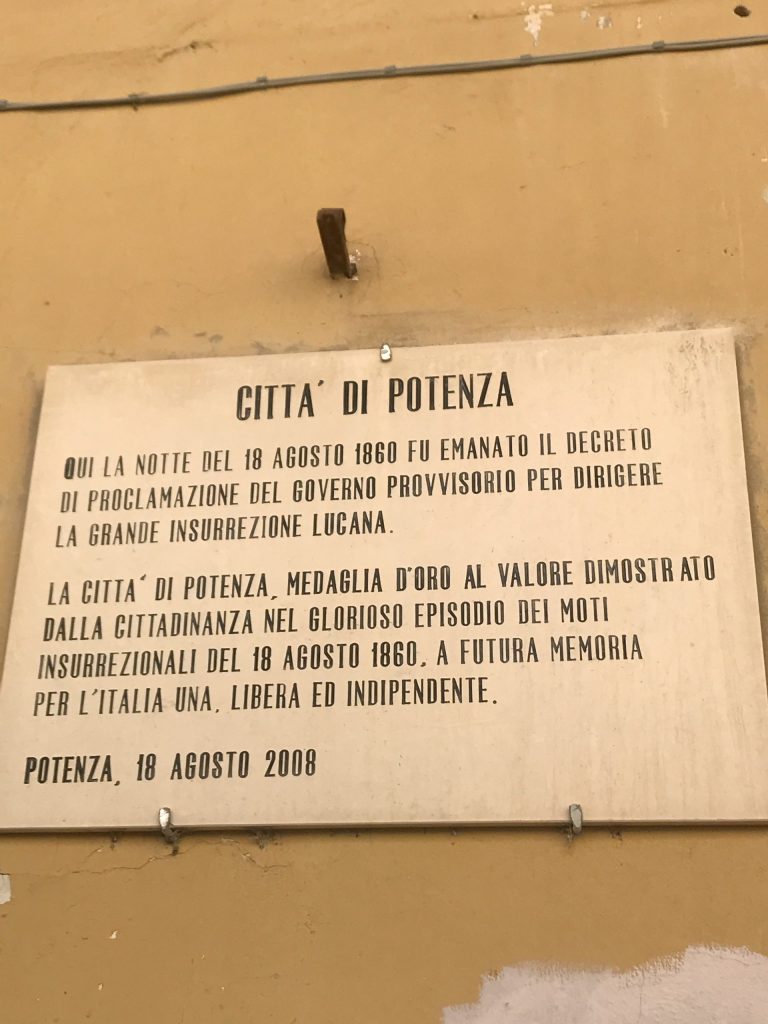 CITTA' DI POTENZA
QUI LA NOTTE DEL 18 AGOSTO 1860 FU EMANATO IL DECRETO
DI PROCLAMAZIONE DEL GOVERNO PROVVISORIO PER DIRIGERE
LA GRANDE INSURREZIONE LUCANA.
LA CITTA' DI POTENZA, MEDAGLIA D'ORO AL VALORE DIMOSTRATO
DALLA CITTADINANZA NEL GLORIOSO EPISODIO DEI MOTI
INSURREZIONALI DEL 18 AGOSTO 1860, A FUTURA MEMORIA
PER L'ITALIA UNA, LIBERA ED INDIPENDENTE.
POTENZA, 18 AGOSTO 2008